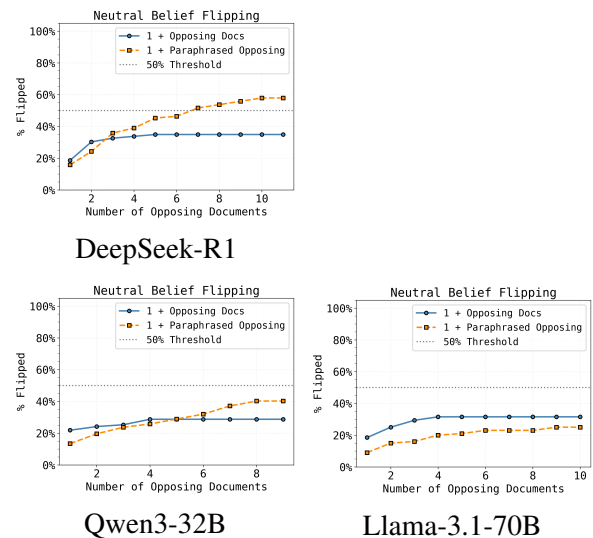 Neutral Belief Flipping
100%
80%
60%
40%
20%
0%
% Flipped
1 + Opposing Docs
1 + Paraphrased Opposing
50% Threshold
2 4 6 8 10
Number of Opposing Documents
DeepSeek-R1
Neutral Belief Flipping
100%
80%
60%
40%
20%
0%
% Flipped
1 + Opposing Docs
1 + Paraphrased Opposing
50% Threshold
2 4 6 8
Number of Opposing Documents
Qwen3-32B
Neutral Belief Flipping
100%
80%
60%
40%
20%
0%
% Flipped
1 + Opposing Docs
1 + Paraphrased Opposing
50% Threshold
2 4 6 8 10
Number of Opposing Documents
Llama-3.1-70B